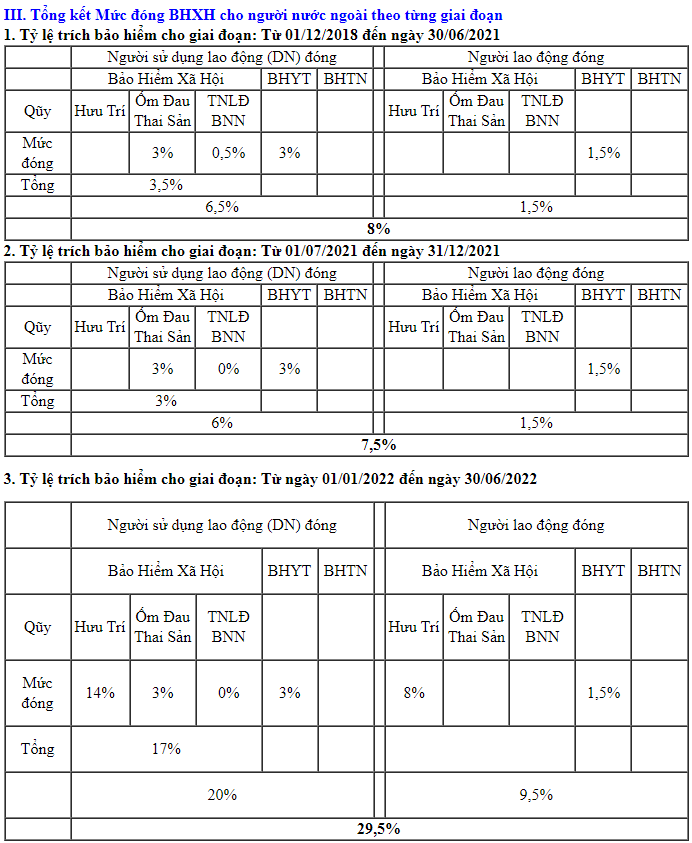 III. Tổng kết Mức đóng BHXH cho người nước ngoài theo từng giai đoạn
1. Tỷ lệ trích bảo hiểm cho giai đoạn: Từ 01/12/2018 đến ngày 30/06/2021
Người sử dụng lao động (DN) đóng Người lao động đóng
Bảo Hiểm Xã Hội BHYT BHTN Bảo Hiểm Xã Hội BHYT BHTN
Qũy Hưu Trí Ốm Đau Thai Sản TNLĐ BNN Hưu Trí Ốm Đau Thai Sản TNLĐ BNN
Mức đóng 3% 0,5% 3% 1,5%
Tổng 3,5%
6,5% 1,5%
8%
2. Tỷ lệ trích bảo hiểm cho giai đoạn: Từ 01/07/2021 đến ngày 31/12/2021
Người sử dụng lao động (DN) đóng Người lao động đóng
Bảo Hiểm Xã Hội BHYT BHTN Bảo Hiểm Xã Hội BHYT BHTN
Qũy Hưu Trí Ốm Đau Thai Sản TNLĐ BNN Hưu Trí Ốm Đau Thai Sản TNLĐ BNN
Mức đóng 3% 0% 3% 1,5%
Tổng 3%
6% 1,5%
7,5%
3. Tỷ lệ trích bảo hiểm cho giai đoạn: Từ ngày 01/01/2022 đến ngày 30/06/2022
Người sử dụng lao động (DN) đóng Người lao động đóng
Bảo Hiểm Xã Hội BHYT BHTN Bảo Hiểm Xã Hội BHYT BHTN
Qũy Hưu Trí Ốm Đau Thai Sản TNLĐ BNN Hưu Trí Ốm Đau Thai Sản TNLĐ BNN
Mức đóng 14% 3% 0% 3% 8% 1,5%
Tổng 17%
20% 9,5%
29,5%